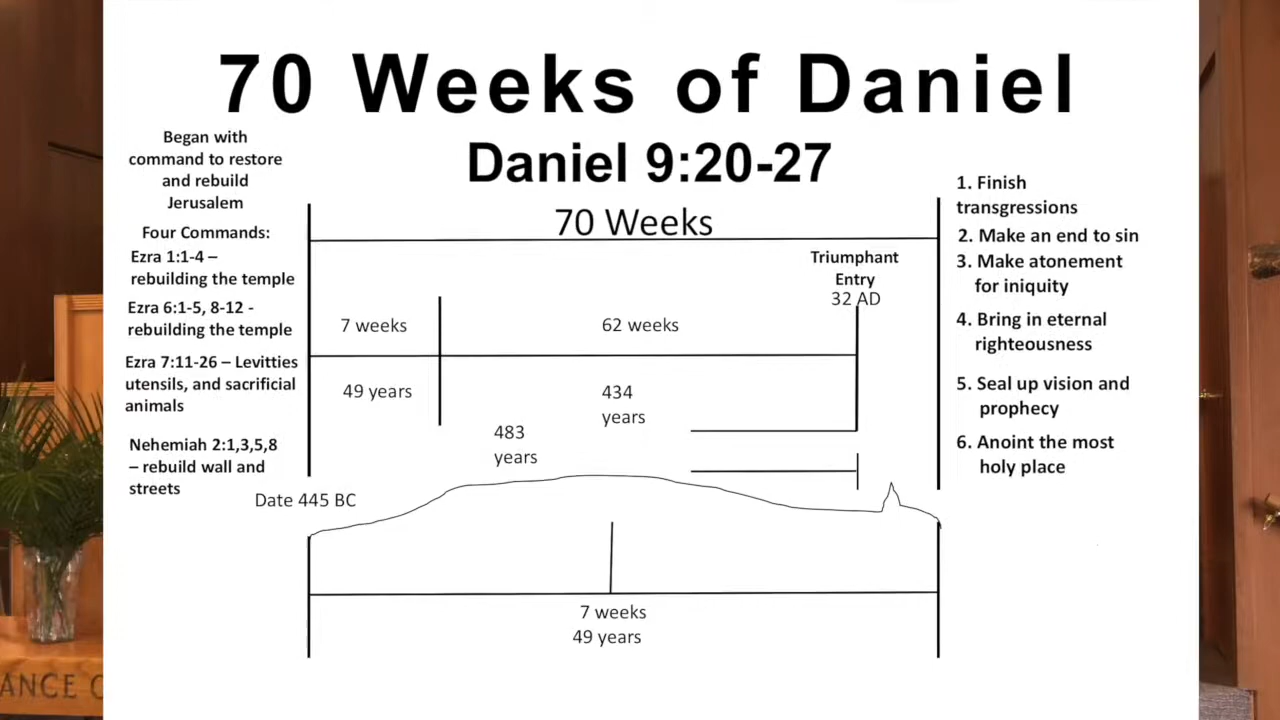 70 Weeks of Daniel
Daniel 9:20-27
Began with
command to restore
and rebuild
Jerusalem
Four Commands:
Ezra 1:1-4 –
rebuilding the temple
Ezra 6:1-5, 8-12 -
rebuilding the temple
Ezra 7:11-26 – Levitties
utensils, and sacrificial
animals
Nehemiah 2:1,3,5,8
– rebuild wall and
streets
Date 445 BC
70 Weeks
Triumphant
Entry
32 AD
7 weeks
62 weeks
49 years
434
years
483
years
7 weeks
49 years
1. Finish
transgressions
2. Make an end to sin
3. Make atonement
for iniquity
4. Bring in eternal
righteousness
5. Seal up vision and
prophecy
6. Anoint the most
holy place
ANCE